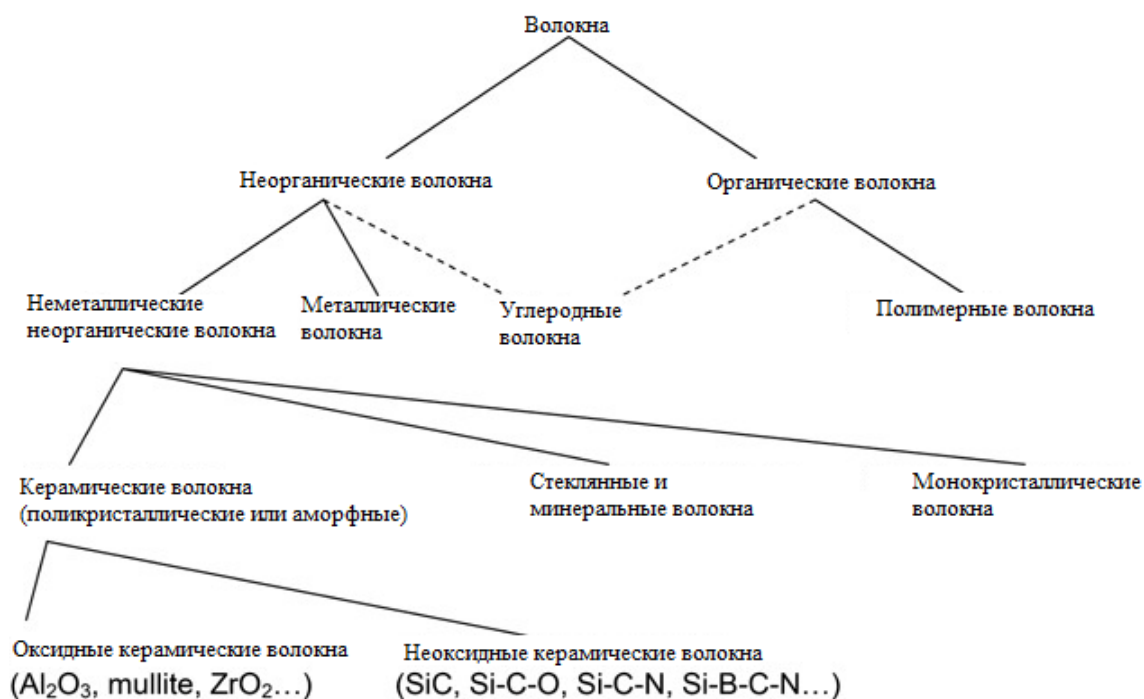 Волокна
Неорганические волокна
Органические волокна
Неметаллические
неорганические волокна
Металлические
волокна
Углеродные
волокна
Полимерные волокна
Керамические волокна
(поликристаллические или аморфные)
Стеклянные и
минеральные волокна
Монокристаллические
волокна
Оксидные керамические волокна
(Al₂O₃, mullite, ZrO₂...)
Неоксидные керамические волокна
(SiC, Si-C-O, Si-C-N, Si-B-C-N...)